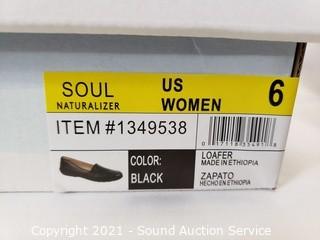 SOUL
NATURALIZER
US
WOMEN
6
ITEM #1349538
COLOR:
BLACK
LOAFER
MADE IN ETHIOPIA
ZAPATO
HECHO EN ETHIOPIA
Copyright 2021 - Sound Auction Service